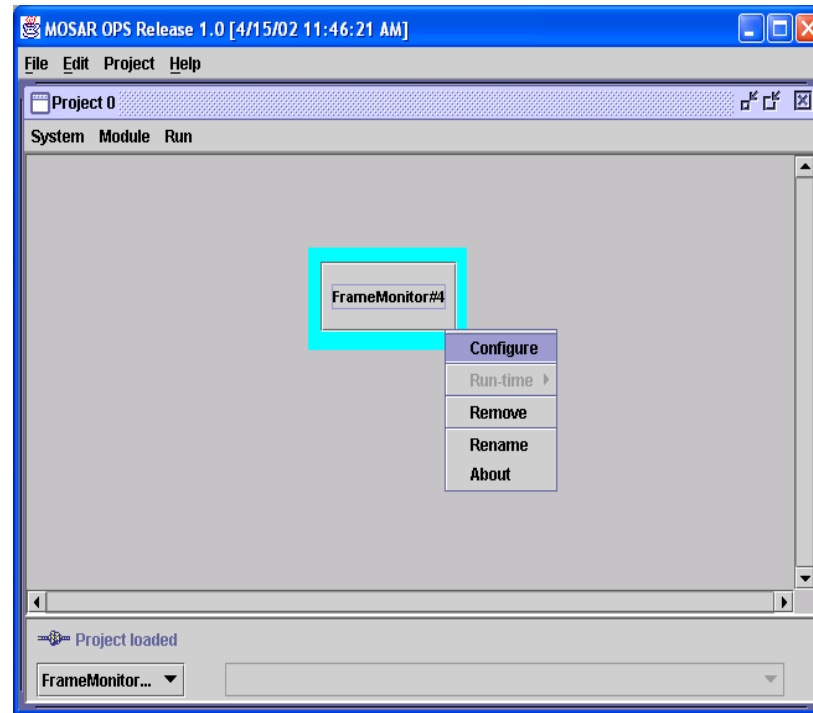 MOSAR OPS Release 1.0 [4/15/02 11:46:21 AM]
File Edit Project Help
Project 0
System Module Run
FrameMonitor#4
Configure
Run-time
Remove
Rename
About
Project loaded
FrameMonitor...